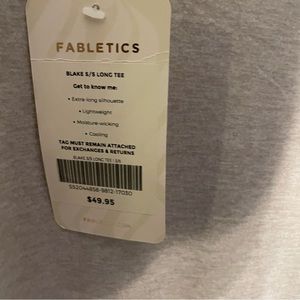 FABLETICS
BLAKE S/S LONG TEE
Get to know me:
• Extra-long silhouette
• Lightweight
• Moisture-wicking
• Cooling
TAG MUST REMAIN ATTACHED
FOR EXCHANGES & RETURNS
BLAKE S/S LONG TEE
$49.95